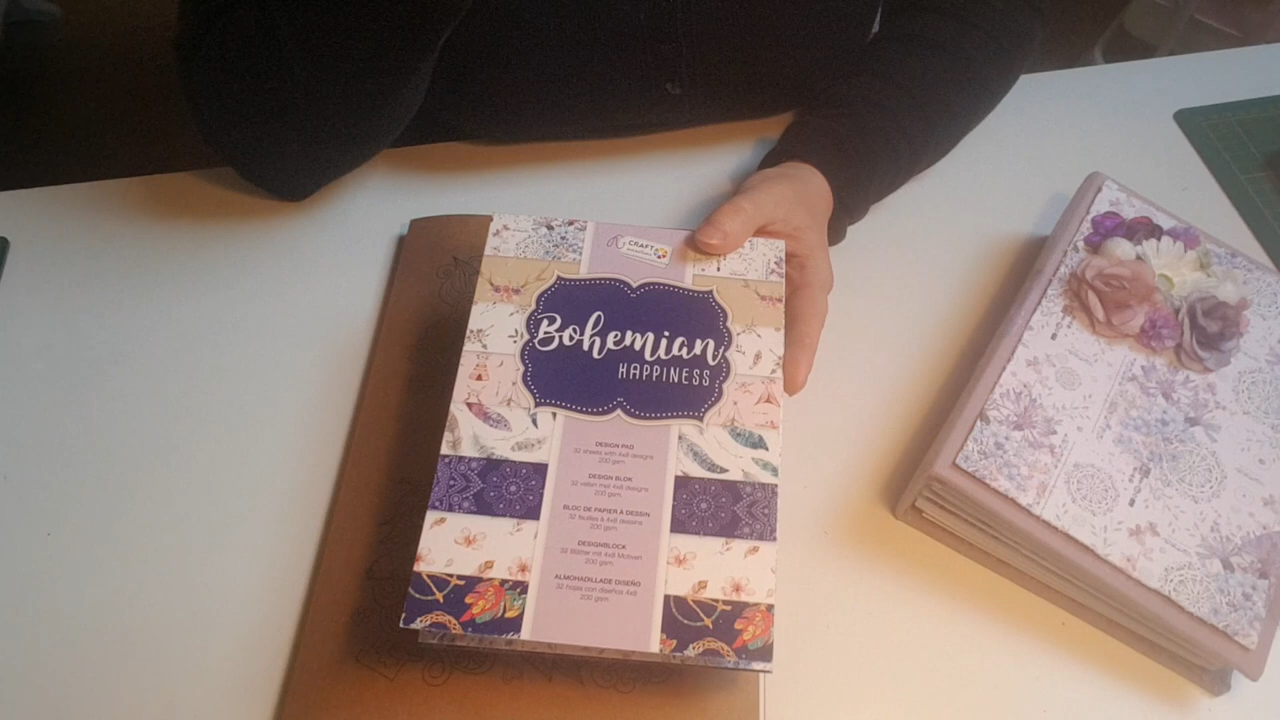 CRAFT
Bohemian
HAPPINESS
DESIGN PAD
32 sheets with 4x8 designs
200 gsm.
DESIGN BLOK
32 vellen met 4x8 designs
200 gsm.
BLOC DE PAPIER À DESSIN
32 feuilles à 4x8 dessins
200 gsm.
DESIGNBLOCK
32 Blätter mit 4x8 Motiven
200 gsm.
ALMOHADILLADE DISEÑO
32 hojas con diseños 4x8
200 gsm.